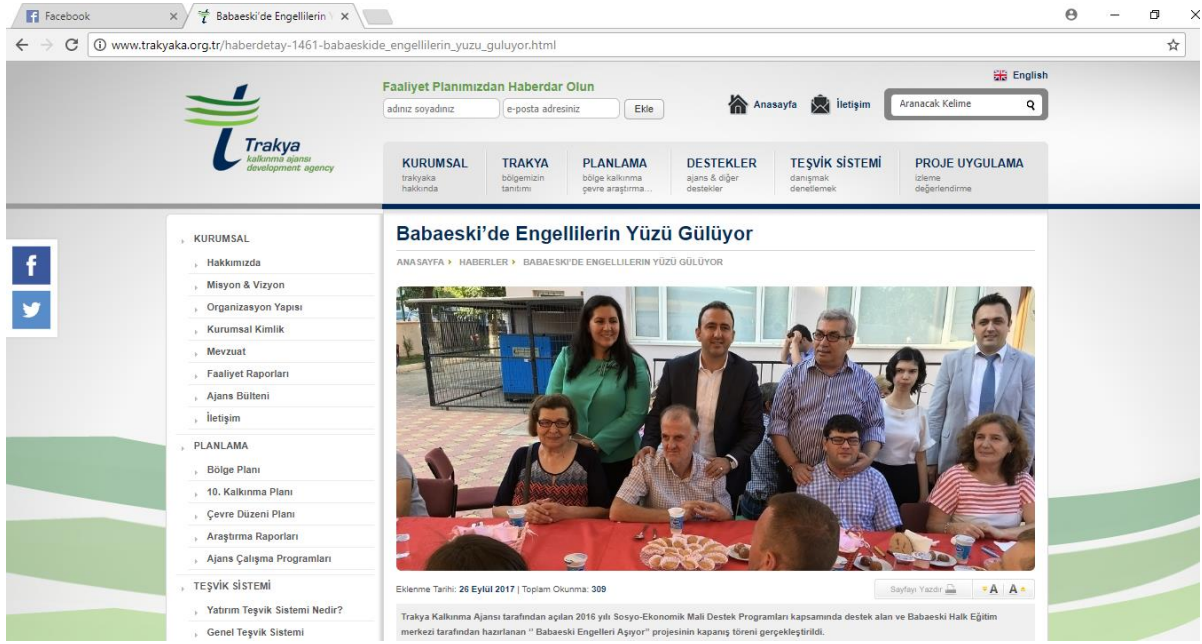 Facebook
Babaeski'de Engellilerin Y
www.trakyaka.org.tr/haberdetay-1461-babaeskide_engellilerin_yuzu_guluyor.html
English
Faaliyet Planımızdan Haberdar Olun
adınız soyadınız
e-posta adresiniz
Ekle
Anasayfa
İletişim
Aranacak Kelime
Trakya
kalkınma ajansı
development agency
KURUMSAL
trakyaka
hakkında
TRAKYA
bölgemizin
tanıtımı
PLANLAMA
bölge kalkınma
çevre araştırma...
DESTEKLER
ajans & diğer
destekler
TEŞVİK SİSTEMİ
danışmak
denetlemek
PROJE UYGULAMA
izleme
değerlendirme
KURUMSAL
Hakkımızda
Misyon & Vizyon
Organizasyon Yapısı
Kurumsal Kimlik
Mevzuat
Faaliyet Raporları
Ajans Bülteni
İletişim
PLANLAMA
Bölge Planı
10. Kalkınma Planı
Çevre Düzeni Planı
Araştırma Raporları
Ajans Çalışma Programları
TEŞVİK SİSTEMİ
Yatırım Teşvik Sistemi Nedir?
Genel Teşvik Sistemi
Babaeski'de Engellilerin Yüzü Gülüyor
ANASAYFA HABERLER BABAESKI'DE ENGELLILERIN YÜZÜ GÜLÜYOR
Eklenme Tarihi: 26 Eylül 2017 | Toplam Okunma: 309
Sayfayı Yazdır
A A
Trakya Kalkınma Ajansı tarafından açılan 2016 yılı Sosyo-Ekonomik Mali Destek Programları kapsamında destek alan ve Babaeski Halk Eğitim
merkezi tarafından hazırlanan " Babaeski Engelleri Aşıyor" projesinin kapanış töreni gerçekleştirildi.